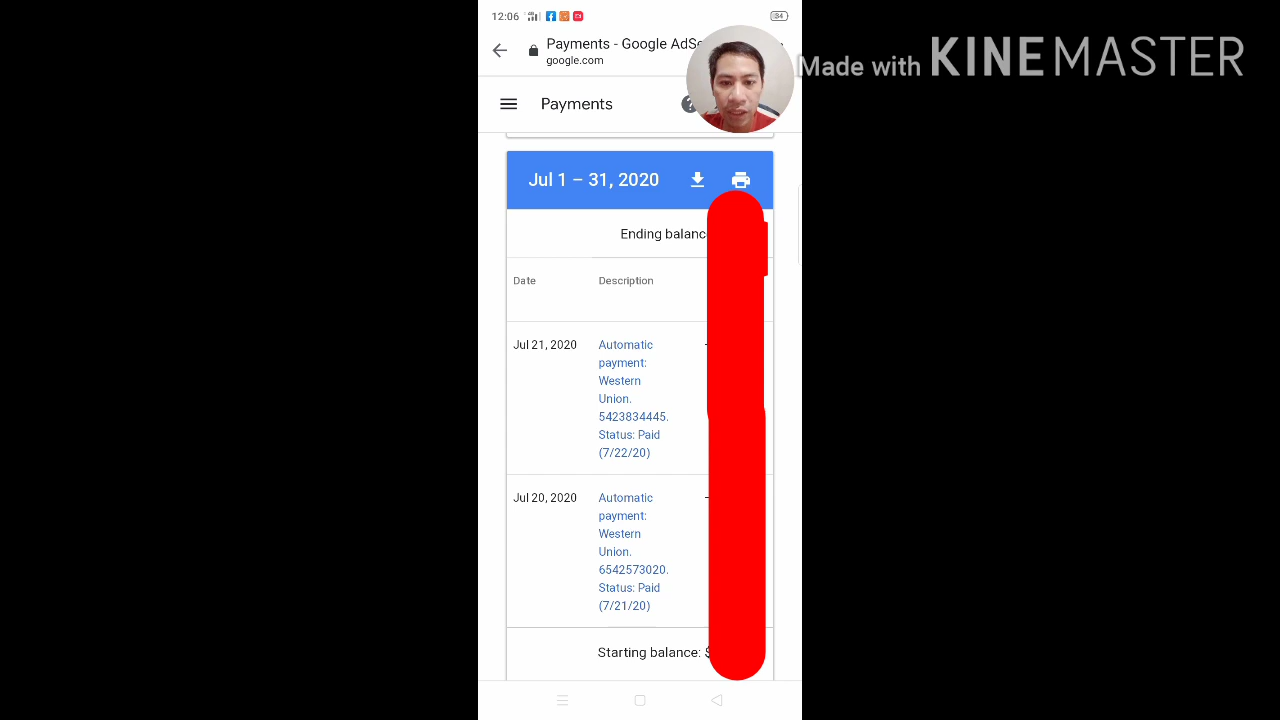 12:06
84
Payments - Google AdS
google.com
Made with KINEMASTER
Payments
Jul 1 – 31, 2020
Ending balanc
Date
Description
Jul 21, 2020
Automatic
payment:
Western
Union.
5423834445.
Status: Paid
(7/22/20)
Jul 20, 2020
Automatic
payment:
Western
Union.
6542573020.
Status: Paid
(7/21/20)
Starting balance: $